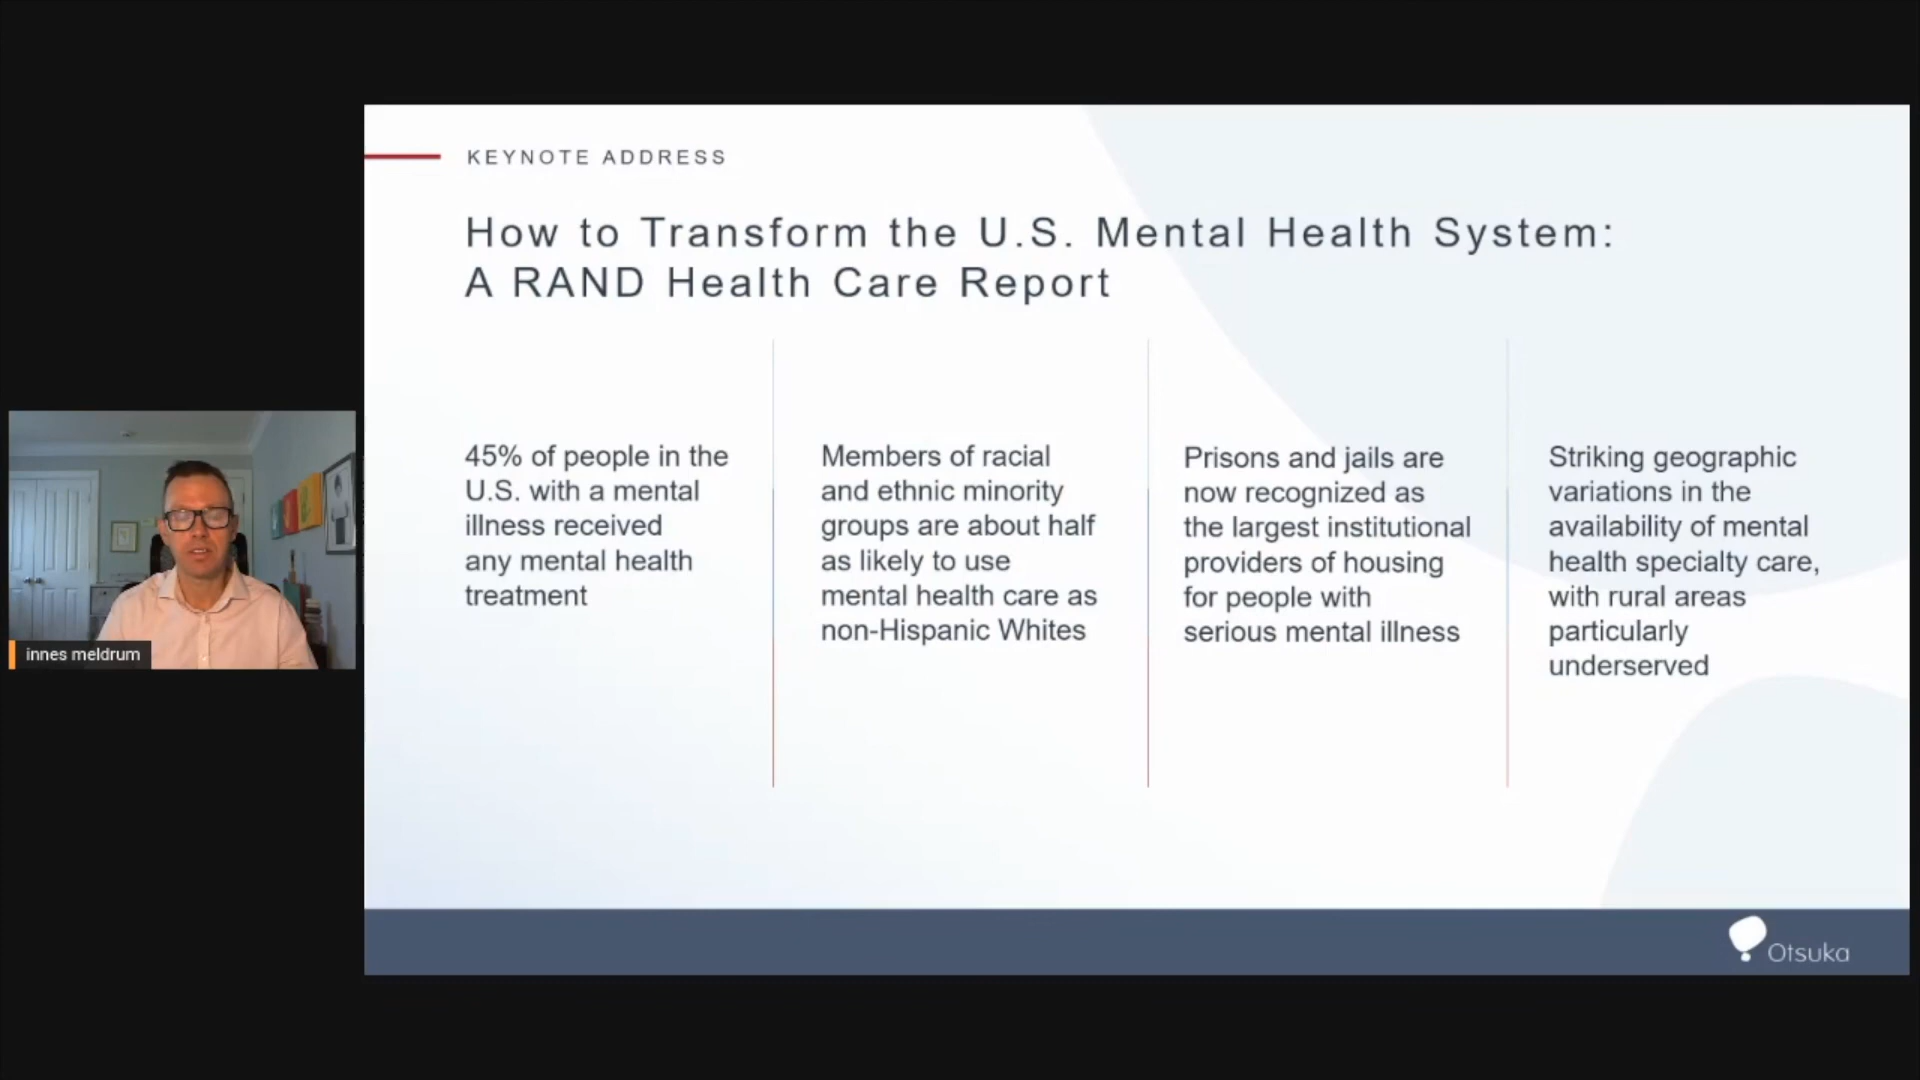 KEYNOTE ADDRESS
How to Transform the U.S. Mental Health System:
A RAND Health Care Report
45% of people in the
U.S. with a mental
illness received
any mental health
treatment
Members of racial
and ethnic minority
groups are about half
as likely to use
mental health care as
non-Hispanic Whites
Prisons and jails are
now recognized as
the largest institutional
providers of housing
for people with
serious mental illness
Striking geographic
variations in the
availability of mental
health specialty care,
with rural areas
particularly
underserved
innes meldrum
Otsuka